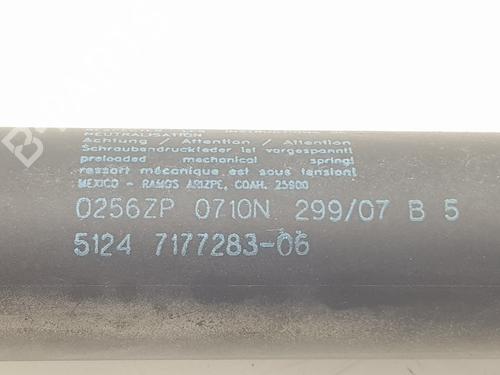 NEUTRALISATION
Achtung / Attention / Attention
Schraubendruckfeder ist vorgespannt!
preloaded mechanical spring!
ressort mécanique est sous tension!
MEXICO - RAMOS ARIZPE, COAH. 25900
0256ZP 0710N 299/07 B 5
5124 7177283-06